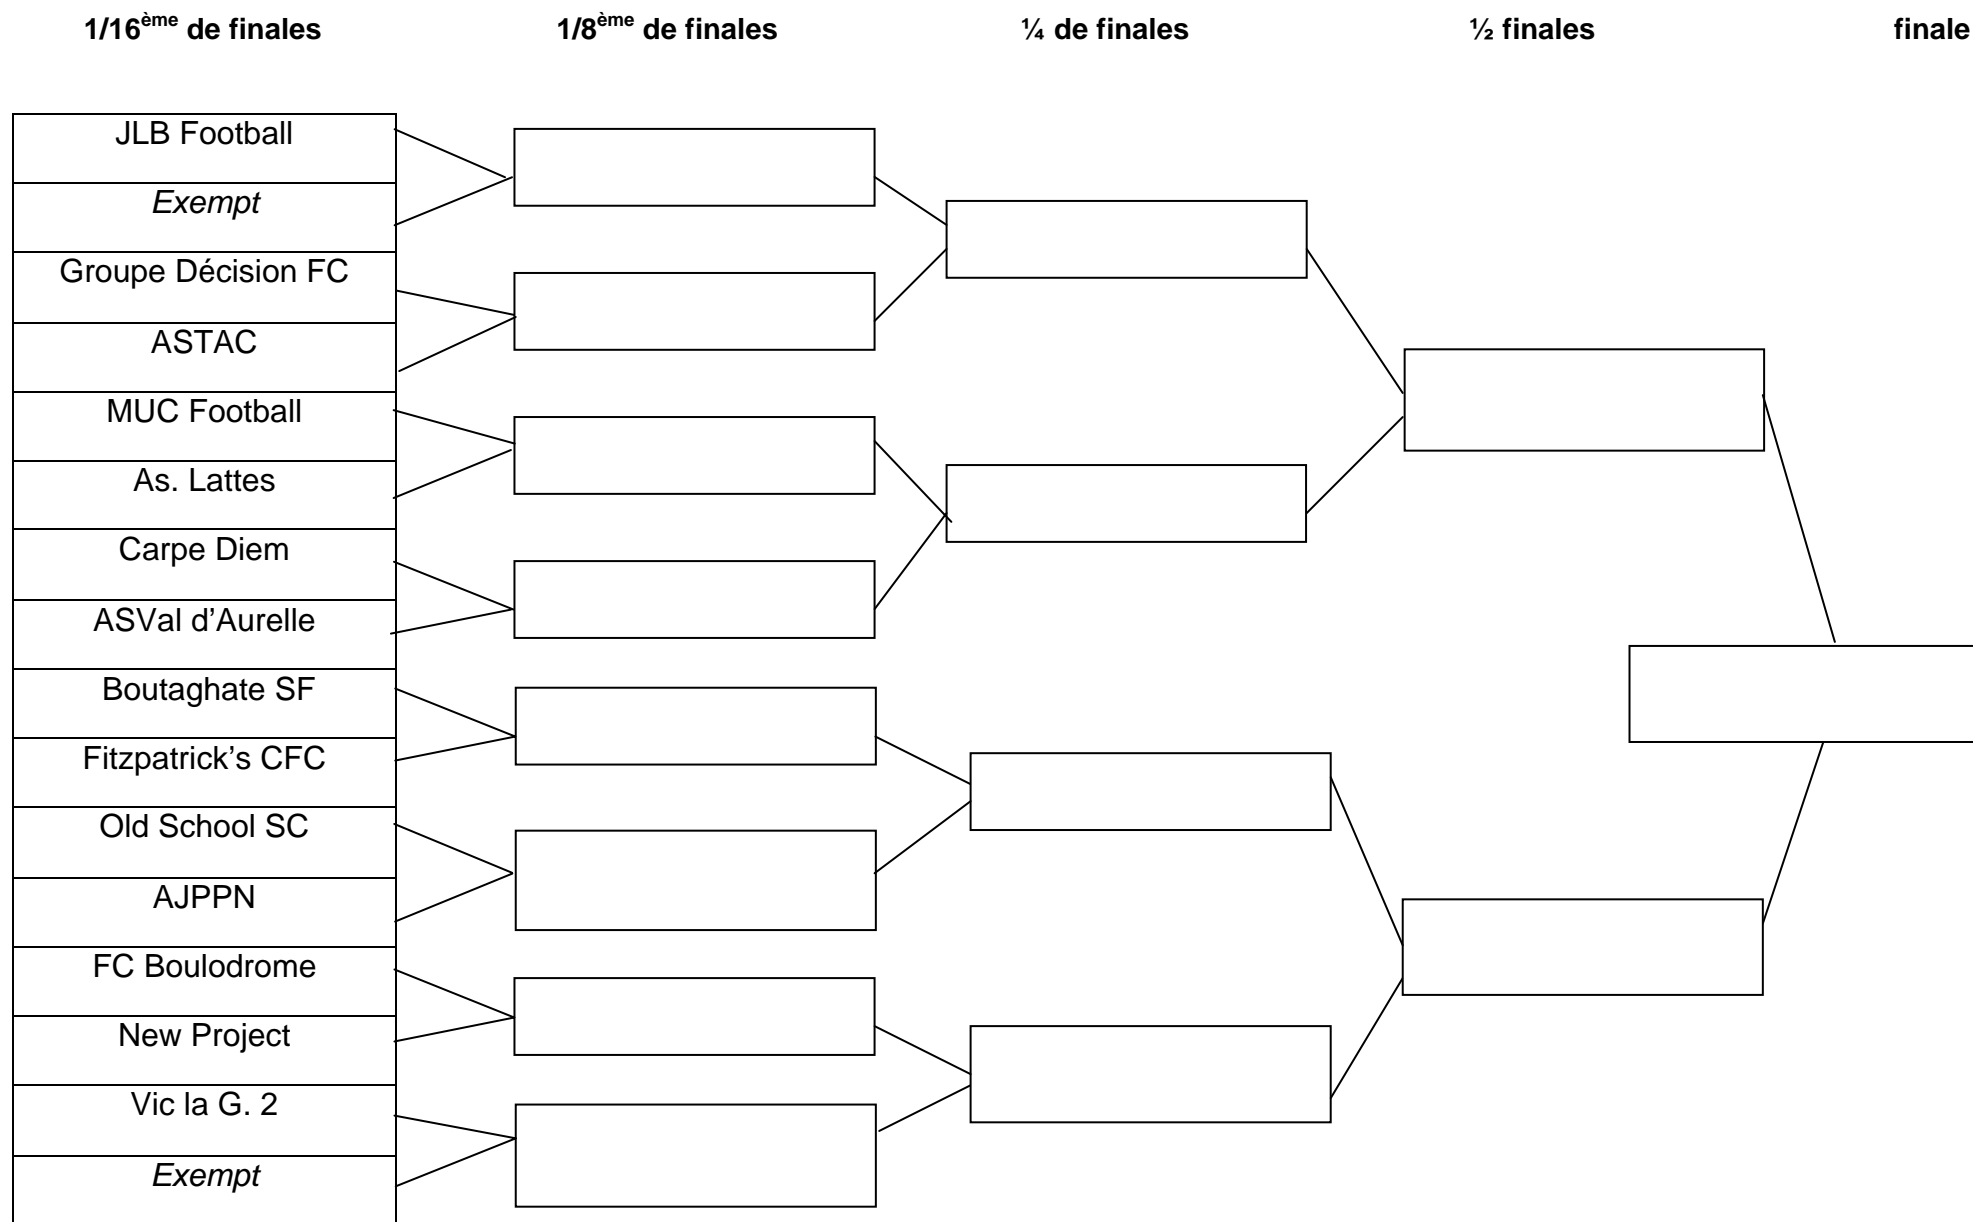 1/16ème de finales
1/8ème de finales
¼ de finales
½ finales
finale
JLB Football
Exempt
Groupe Décision FC
ASTAC
MUC Football
As. Lattes
Carpe Diem
ASVal d’Aurelle
Boutaghate SF
Fitzpatrick’s CFC
Old School SC
AJPPN
FC Boulodrome
New Project
Vic la G. 2
Exempt